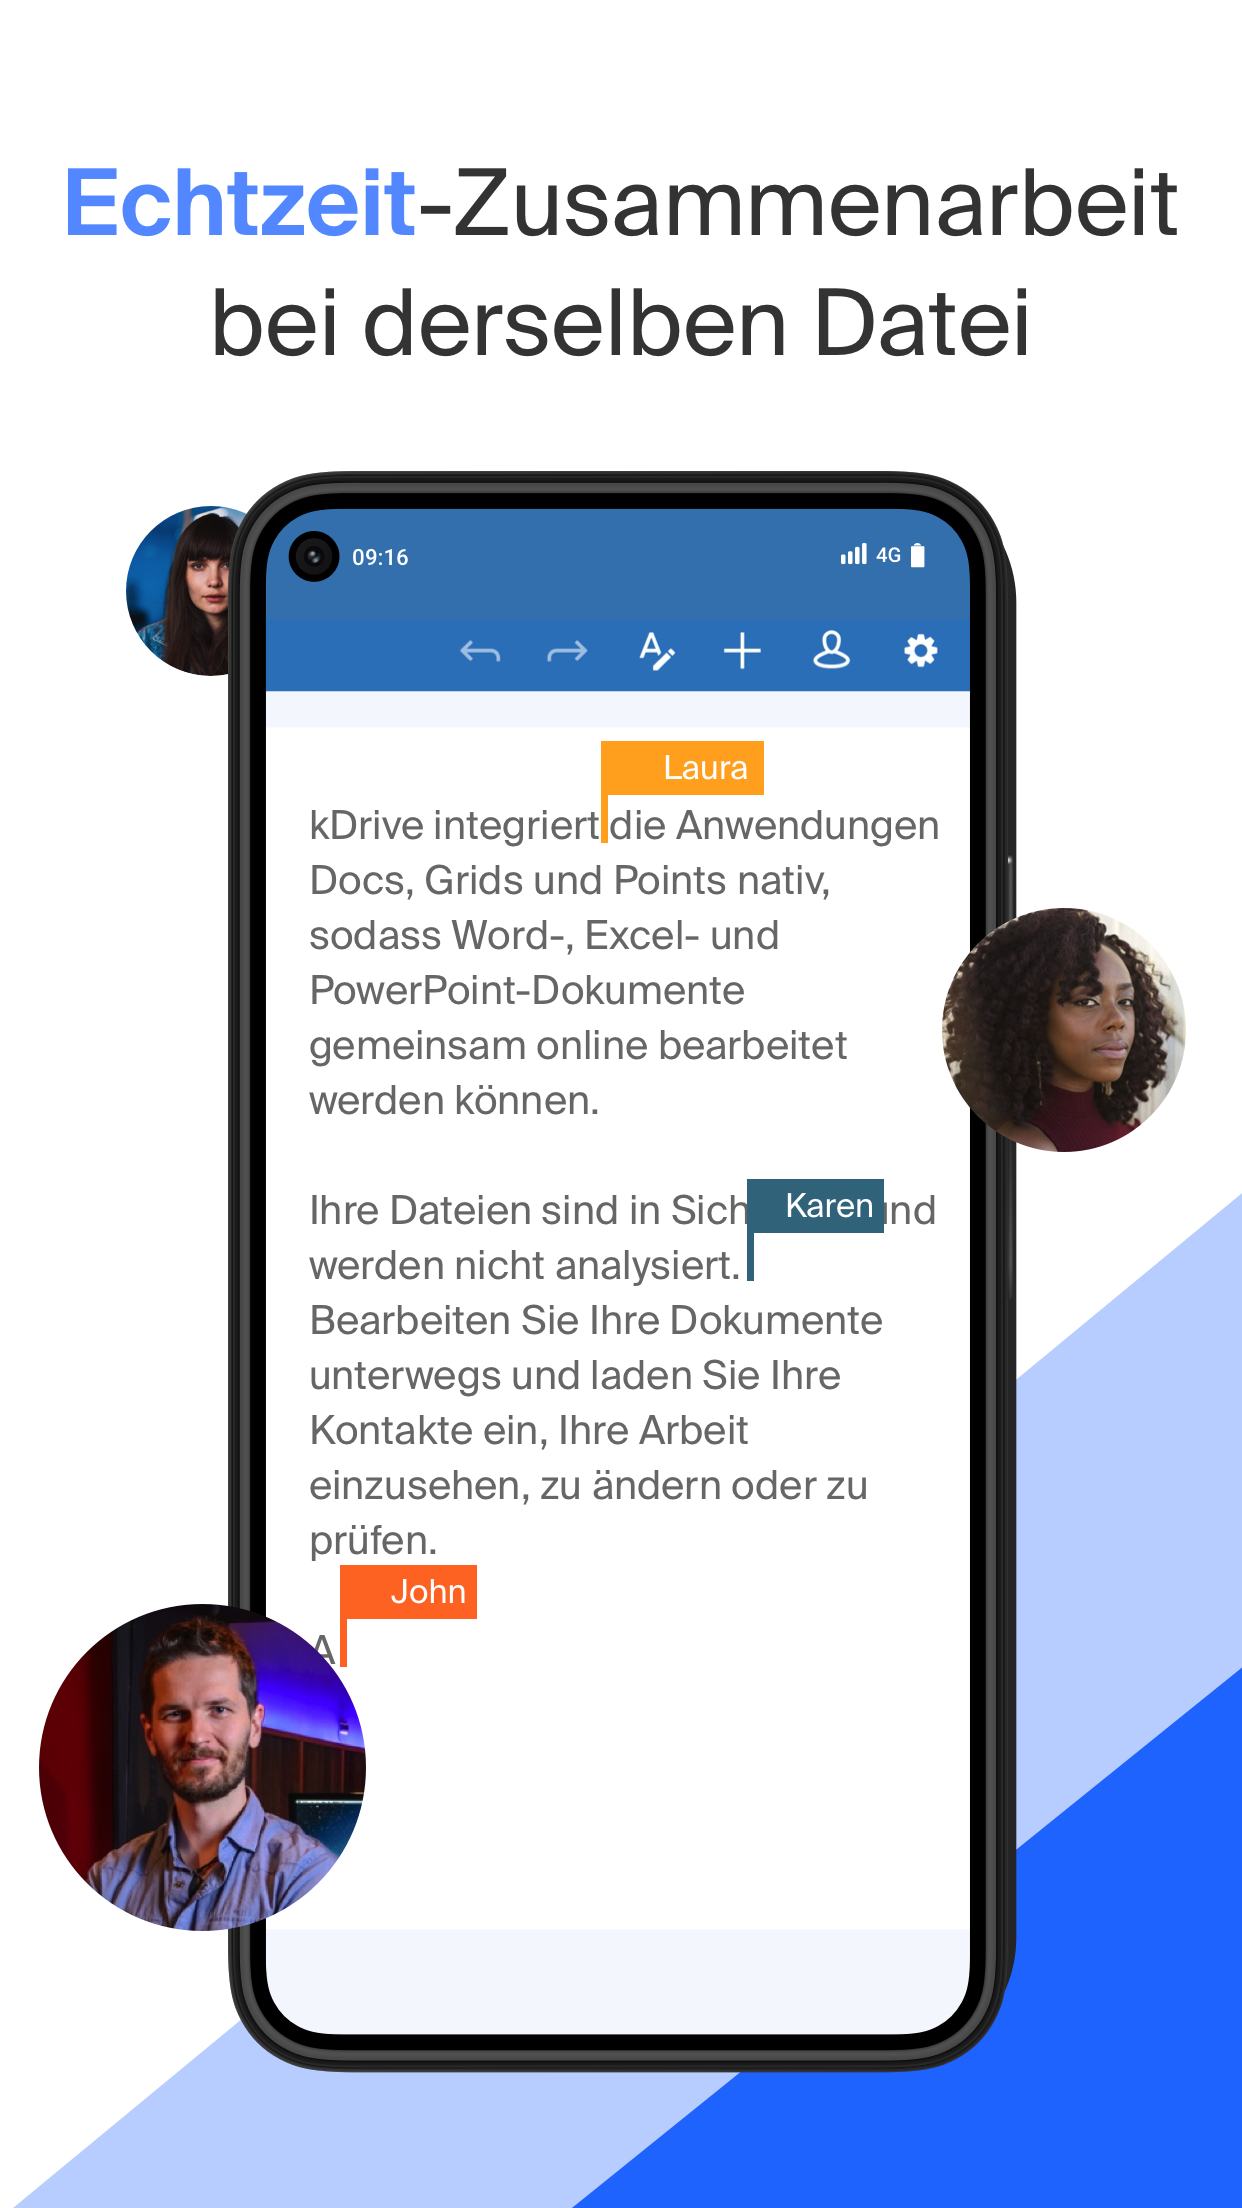 Echtzeit-Zusammenarbeit
bei derselben Datei
09:16
4G
Laura
kDrive integriert die Anwendungen
Docs, Grids und Points nativ,
sodass Word-, Excel- und
PowerPoint-Dokumente
gemeinsam online bearbeitet
werden können.
Karen
Ihre Dateien sind in Sich und
werden nicht analysiert.
Bearbeiten Sie Ihre Dokumente
unterwegs und laden Sie Ihre
Kontakte ein, Ihre Arbeit
einzusehen, zu ändern oder zu
prüfen.
John
A